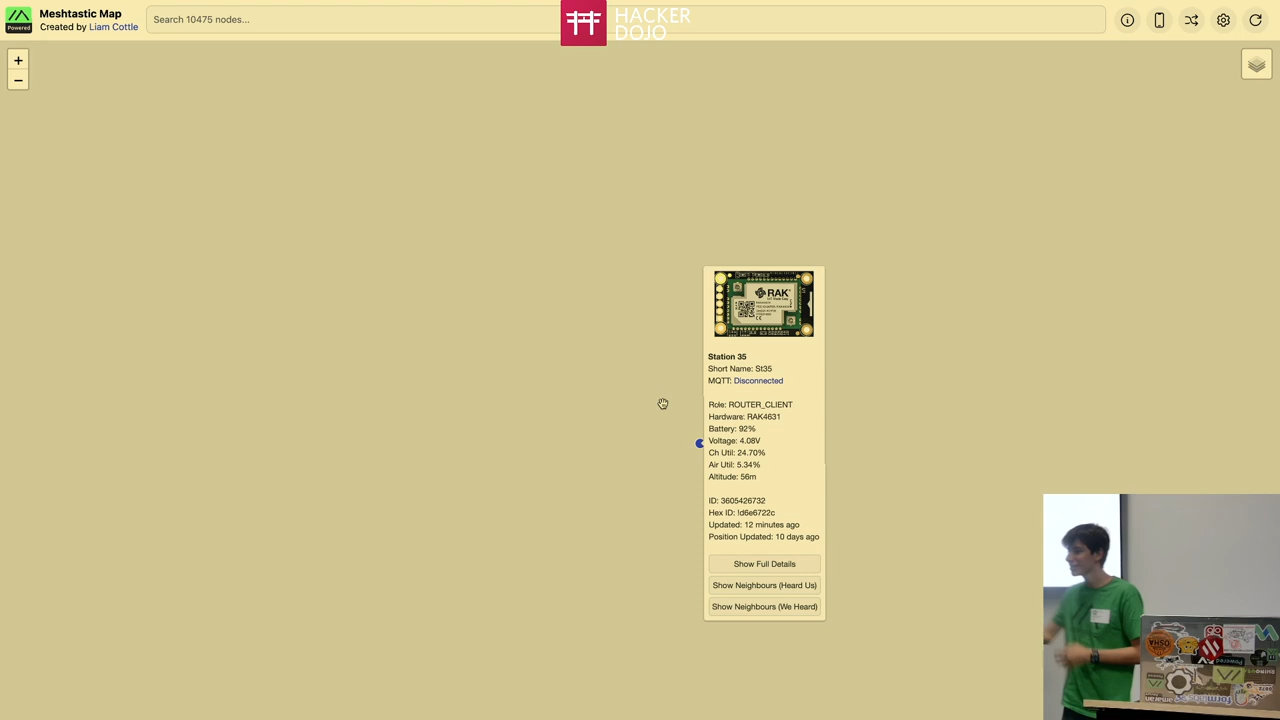 Meshtastic Map
Created by Liam Cottle
Powered
Search 10475 nodes...
HACKER
DOJO
+
−
RAK
Station 35
Short Name: St35
MQTT: Disconnected
Role: ROUTER_CLIENT
Hardware: RAK4631
Battery: 92%
Voltage: 4.08V
Ch Util: 24.70%
Air Util: 5.34%
Altitude: 56m
ID: 3605426732
Hex ID: !d6e6722c
Updated: 12 minutes ago
Position Updated: 10 days ago
Show Full Details
Show Neighbours (Heard Us)
Show Neighbours (We Heard)
OSHA
Powered